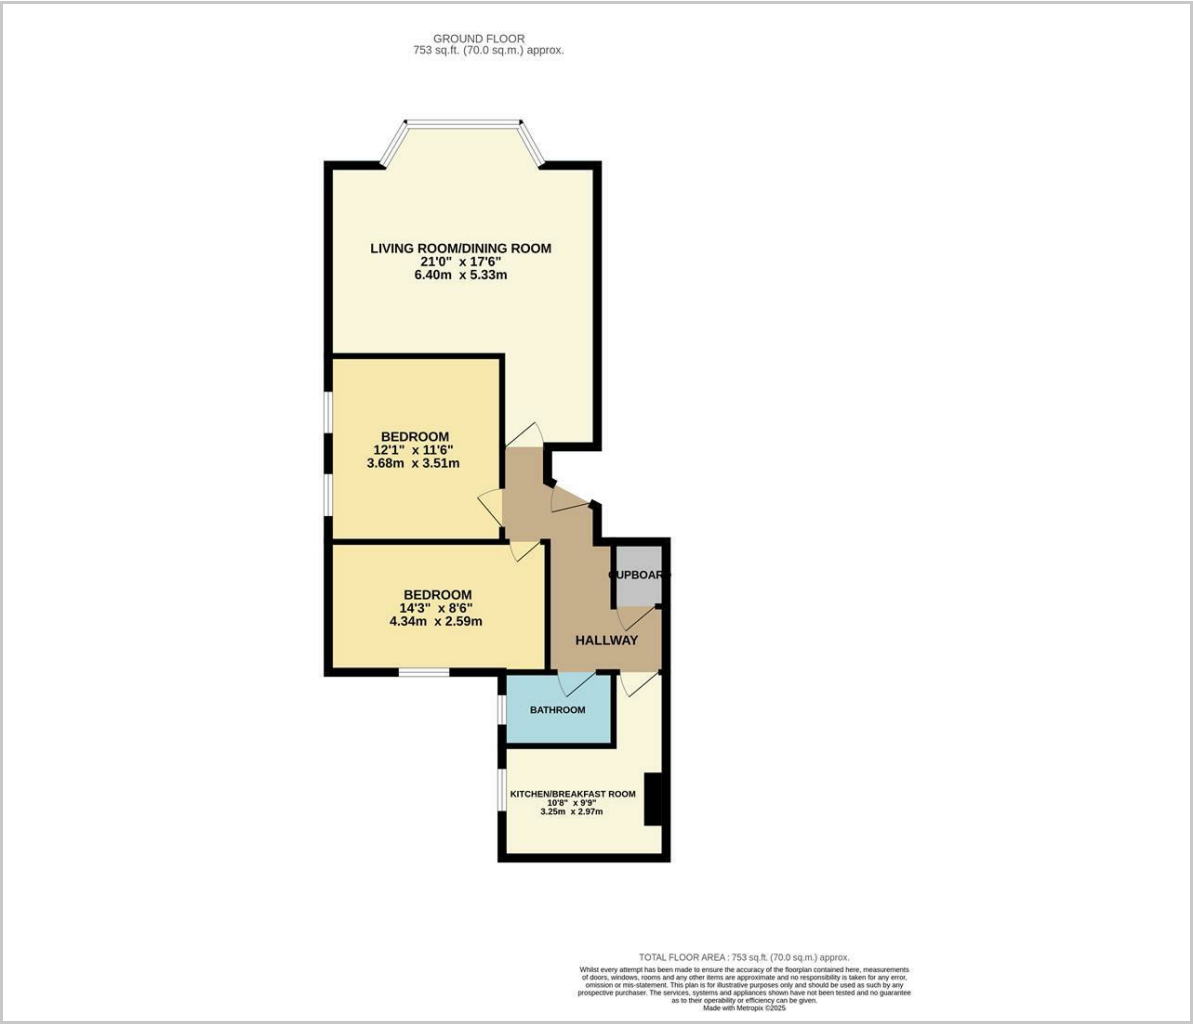 GROUND FLOOR
753 sq.ft. (70.0 sq.m.) approx.
LIVING ROOM/DINING ROOM
21'0" x 17'6"
6.40m x 5.33m
BEDROOM
12'1" x 11'6"
3.68m x 3.51m
CUPBOARD
BEDROOM
14'3" x 8'6"
4.34m x 2.59m
HALLWAY
BATHROOM
KITCHEN/BREAKFAST ROOM
10'8" x 9'9"
3.25m x 2.97m
TOTAL FLOOR AREA : 753 sq.ft. (70.0 sq.m.) approx.
Whilst every attempt has been made to ensure the accuracy of the floorplan contained here, measurements
of doors, windows, rooms and any other items are approximate and no responsibility is taken for any error,
omission or mis-statement. This plan is for illustrative purposes only and should be used as such by any
prospective purchaser. The services, systems and appliances shown have not been tested and no guarantee
as to their operability or efficiency can be given.
Made with Metropix ©2025